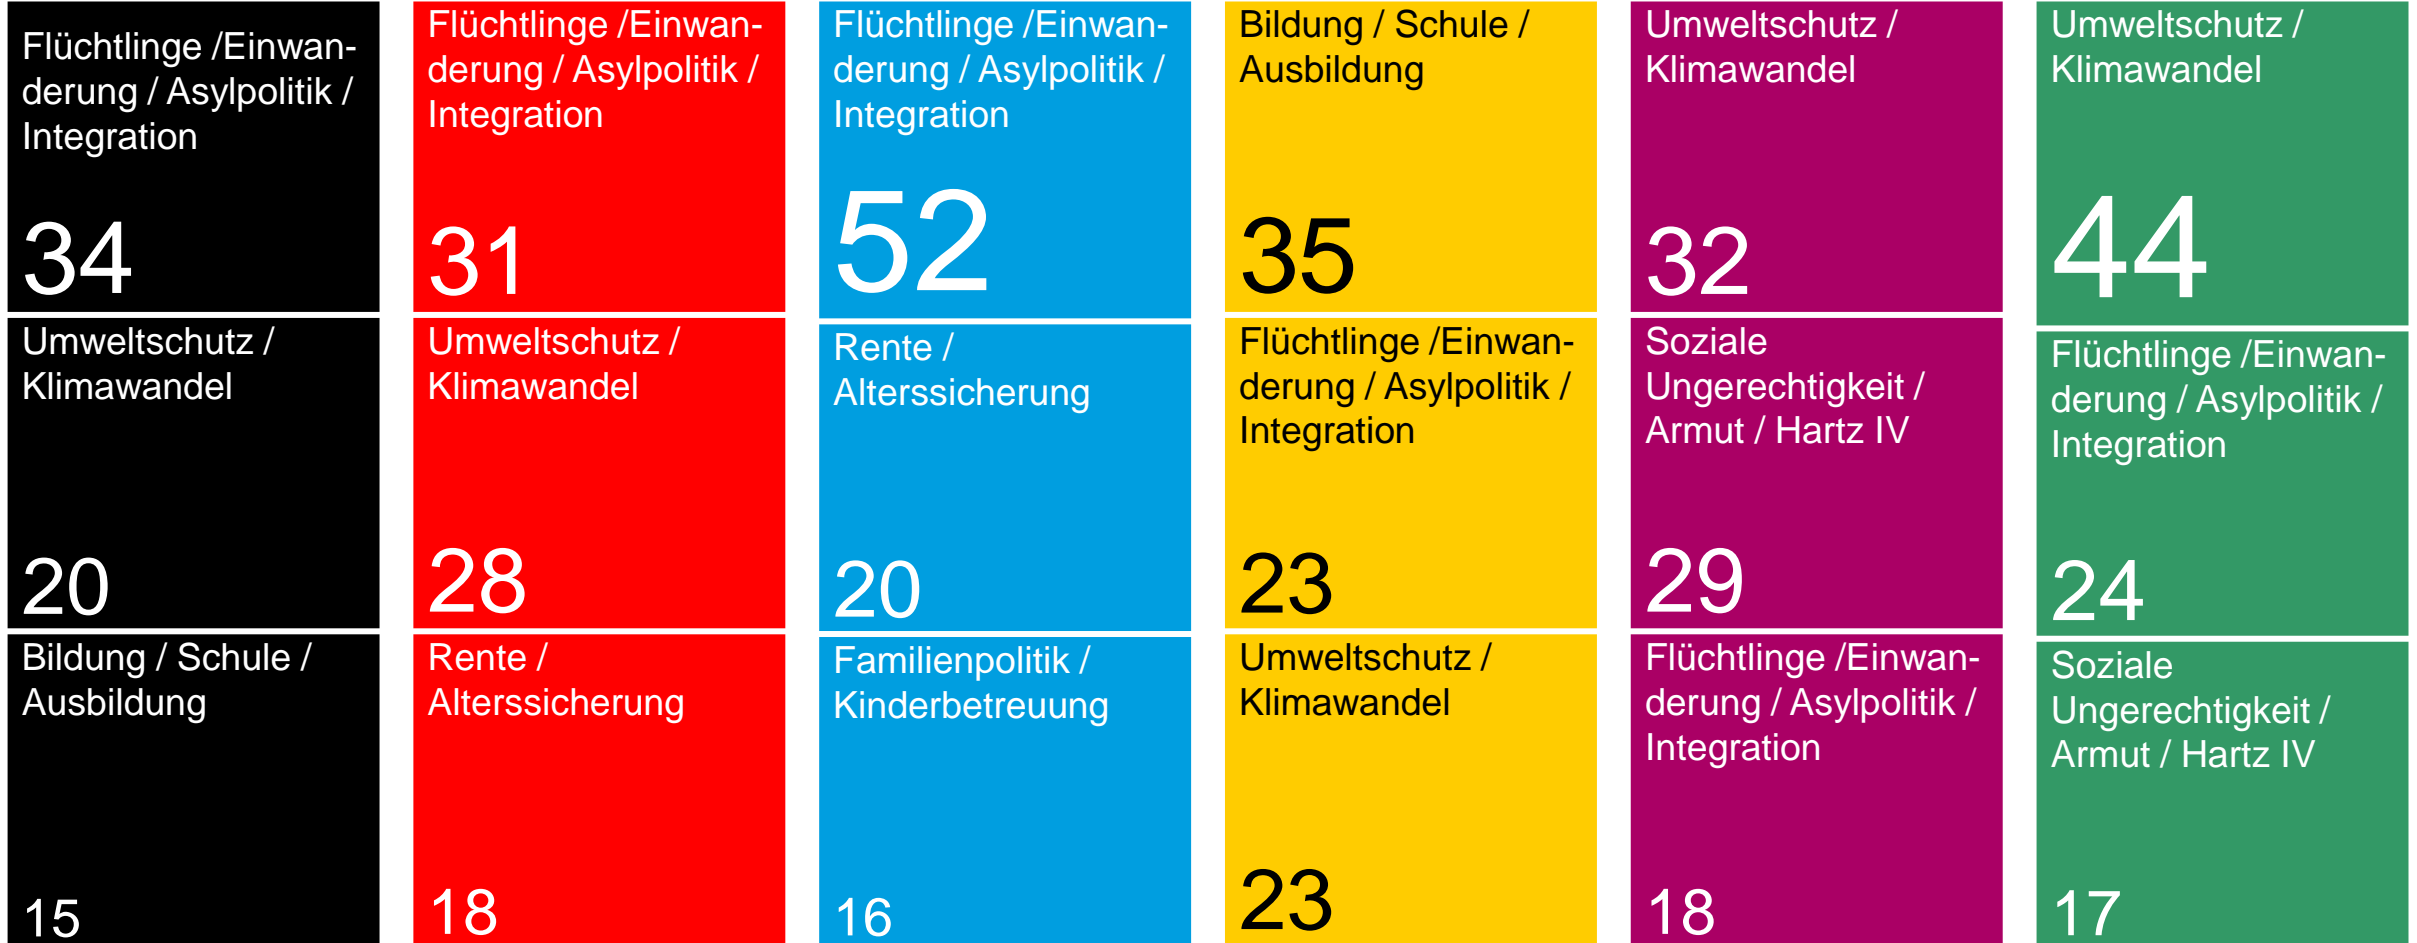 Flüchtlinge /Einwan-
derung / Asylpolitik /
Integration
34
Flüchtlinge /Einwan-
derung / Asylpolitik /
Integration
31
Flüchtlinge /Einwan-
derung / Asylpolitik /
Integration
52
Bildung / Schule /
Ausbildung
35
Umweltschutz /
Klimawandel
32
Umweltschutz /
Klimawandel
44
Umweltschutz /
Klimawandel
20
Umweltschutz /
Klimawandel
28
Rente /
Alterssicherung
20
Flüchtlinge /Einwan-
derung / Asylpolitik /
Integration
23
Soziale
Ungerechtigkeit /
Armut / Hartz IV
29
Flüchtlinge /Einwan-
derung / Asylpolitik /
Integration
24
Bildung / Schule /
Ausbildung
15
Rente /
Alterssicherung
18
Familienpolitik /
Kinderbetreuung
16
Umweltschutz /
Klimawandel
23
Flüchtlinge /Einwan-
derung / Asylpolitik /
Integration
18
Soziale
Ungerechtigkeit /
Armut / Hartz IV
17